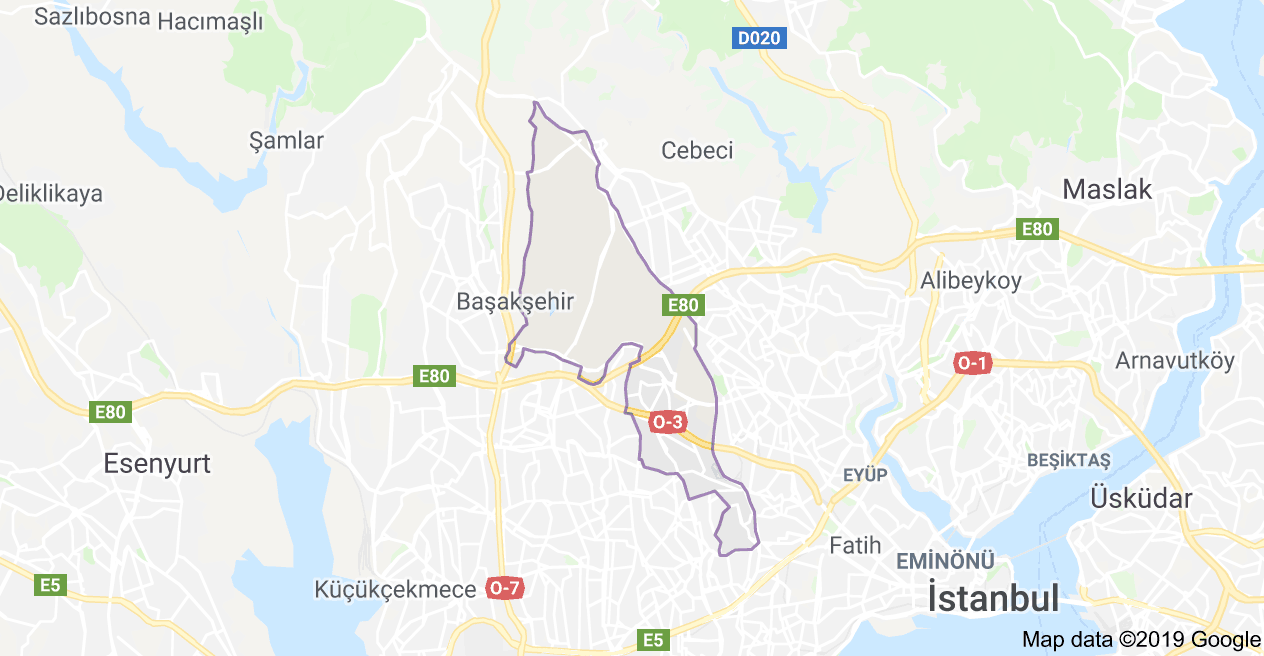 Sazlıbosna
Hacımaşlı
D020
Şamlar
Cebeci
Deliklikaya
Maslak
E80
Alibeykoy
Başakşehir
E80
O-1
Arnavutköy
E80
E80
O-3
Esenyurt
EYÜP
BEŞİKTAŞ
Üsküdar
Fatih
EMİNÖNÜ
E5
Küçükçekmece
O-7
İstanbul
E5
Map data ©2019 Google